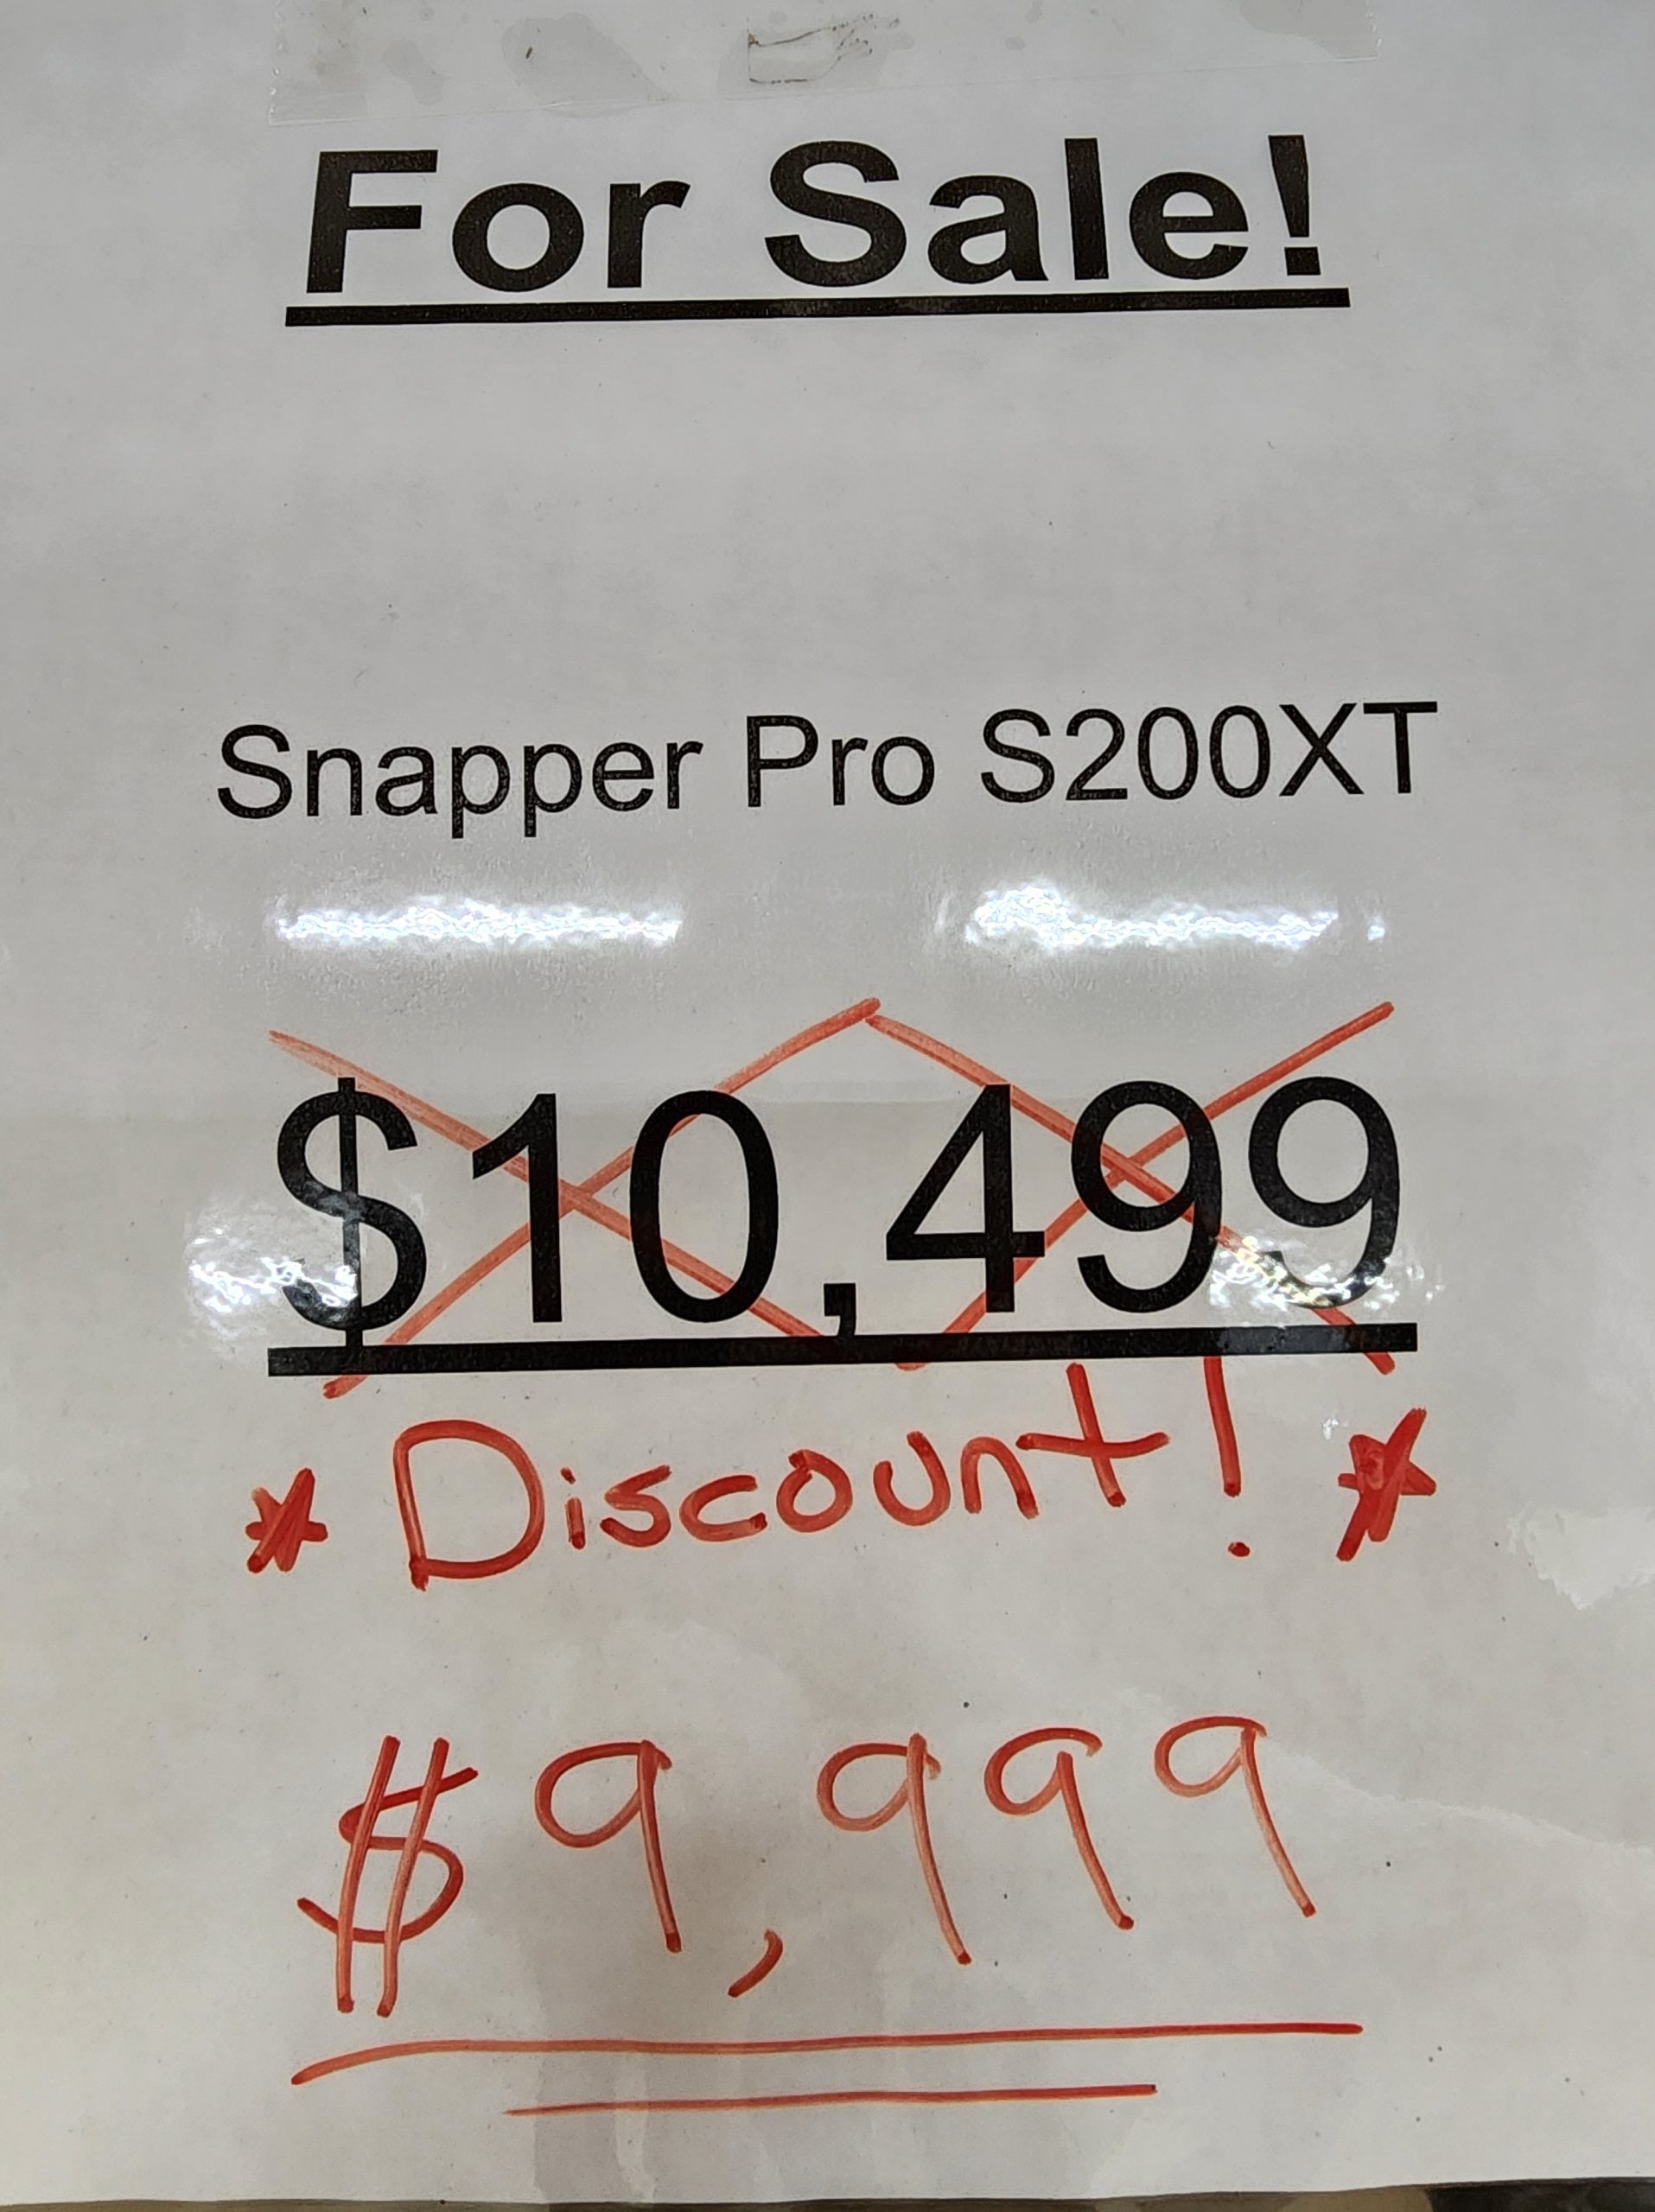 For Sale!
Snapper Pro S200XT
$10,499
* Discount! *
$9,999